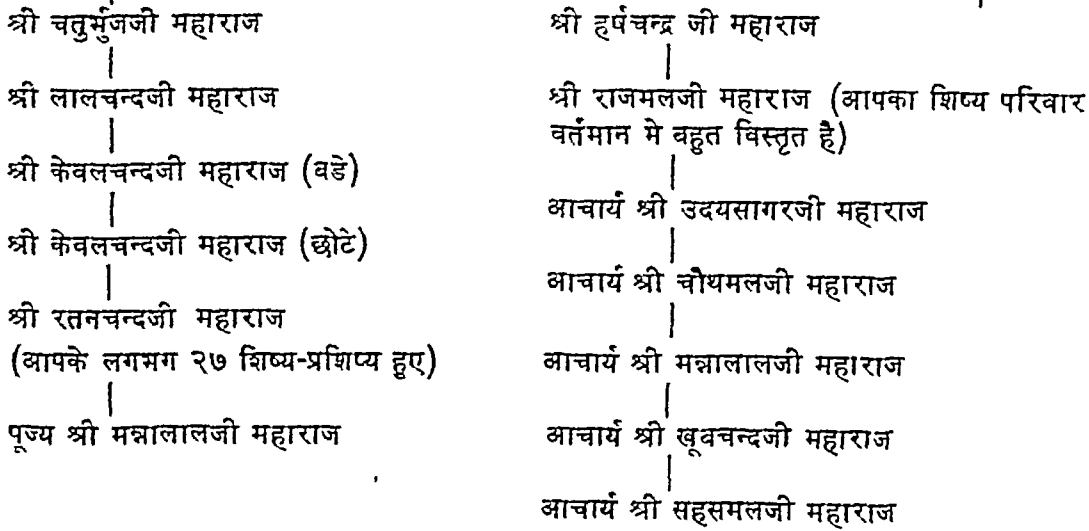 श्री चतुर्भुजजी महाराज
श्री लालचन्दजी महाराज
श्री केवलचन्दजी महाराज (बडे)
श्री केवलचन्दजी महाराज (छोटे)
श्री रतनचन्दजी महाराज
(आपके लगभग २७ शिष्य-प्रशिष्य हुए)
पूज्य श्री मन्नालालजी महाराज
श्री हर्षचन्द्र जी महाराज
श्री राजमलजी महाराज (आपका शिष्य परिवार
वर्तमान मे बहुत विस्तृत है)
आचार्य श्री उदयसागरजी महाराज
आचार्य श्री चौथमलजी महाराज
आचार्य श्री मन्नालालजी महाराज
आचार्य श्री खूबचन्दजी महाराज
आचार्य श्री सहसमलजी महाराज